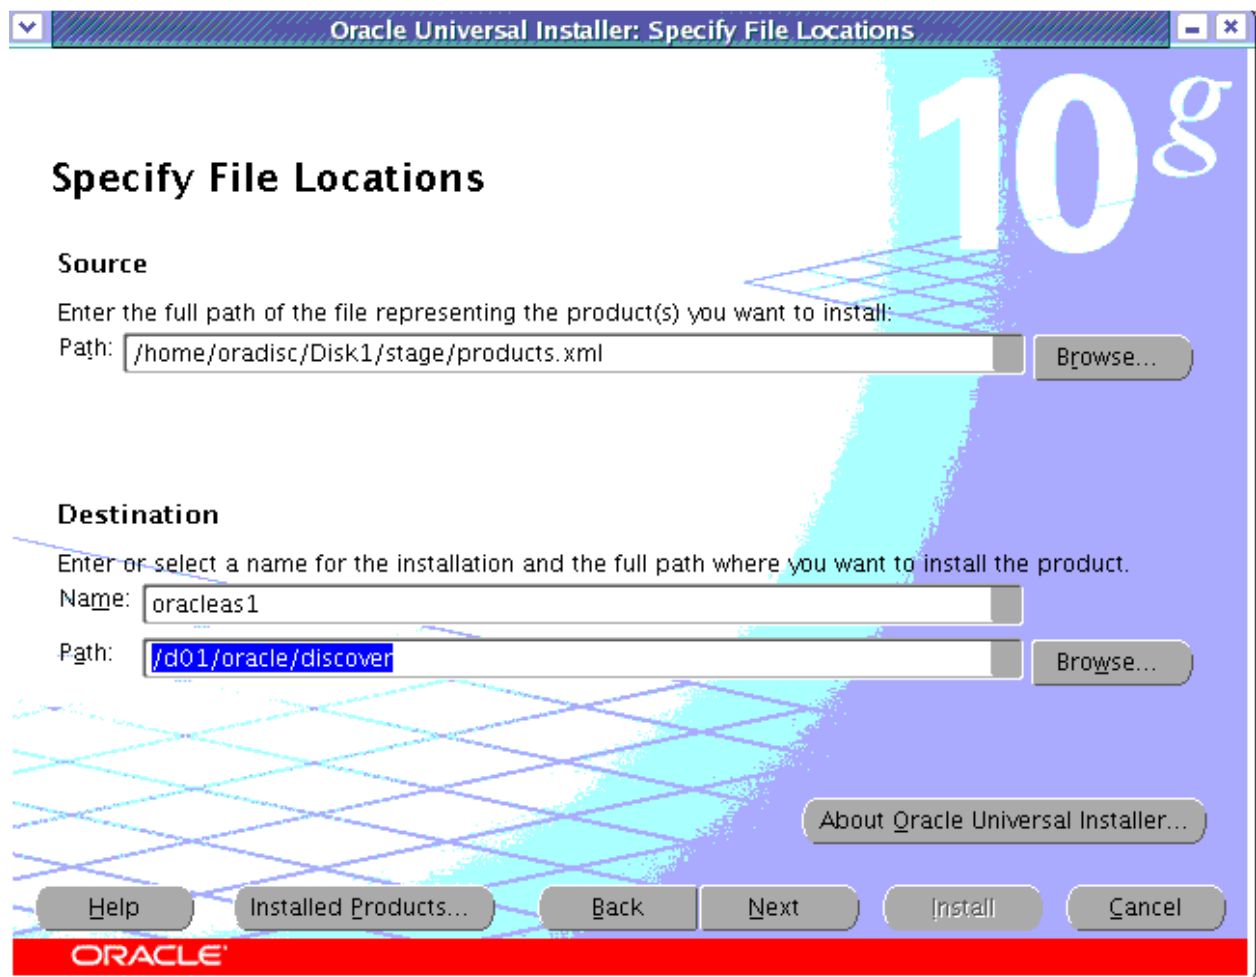 Oracle Universal Installer: Specify File Locations
10g
Specify File Locations
Source
Enter the full path of the file representing the product(s) you want to install:
Path: /home/oradisc/Disk1/stage/products.xml Browse...
Destination
Enter or select a name for the installation and the full path where you want to install the product.
Name: oracleas1
Path: /d01/oracle/discover Browse...
About Oracle Universal Installer...
Help Installed Products... Back Next Install Cancel
ORACLE